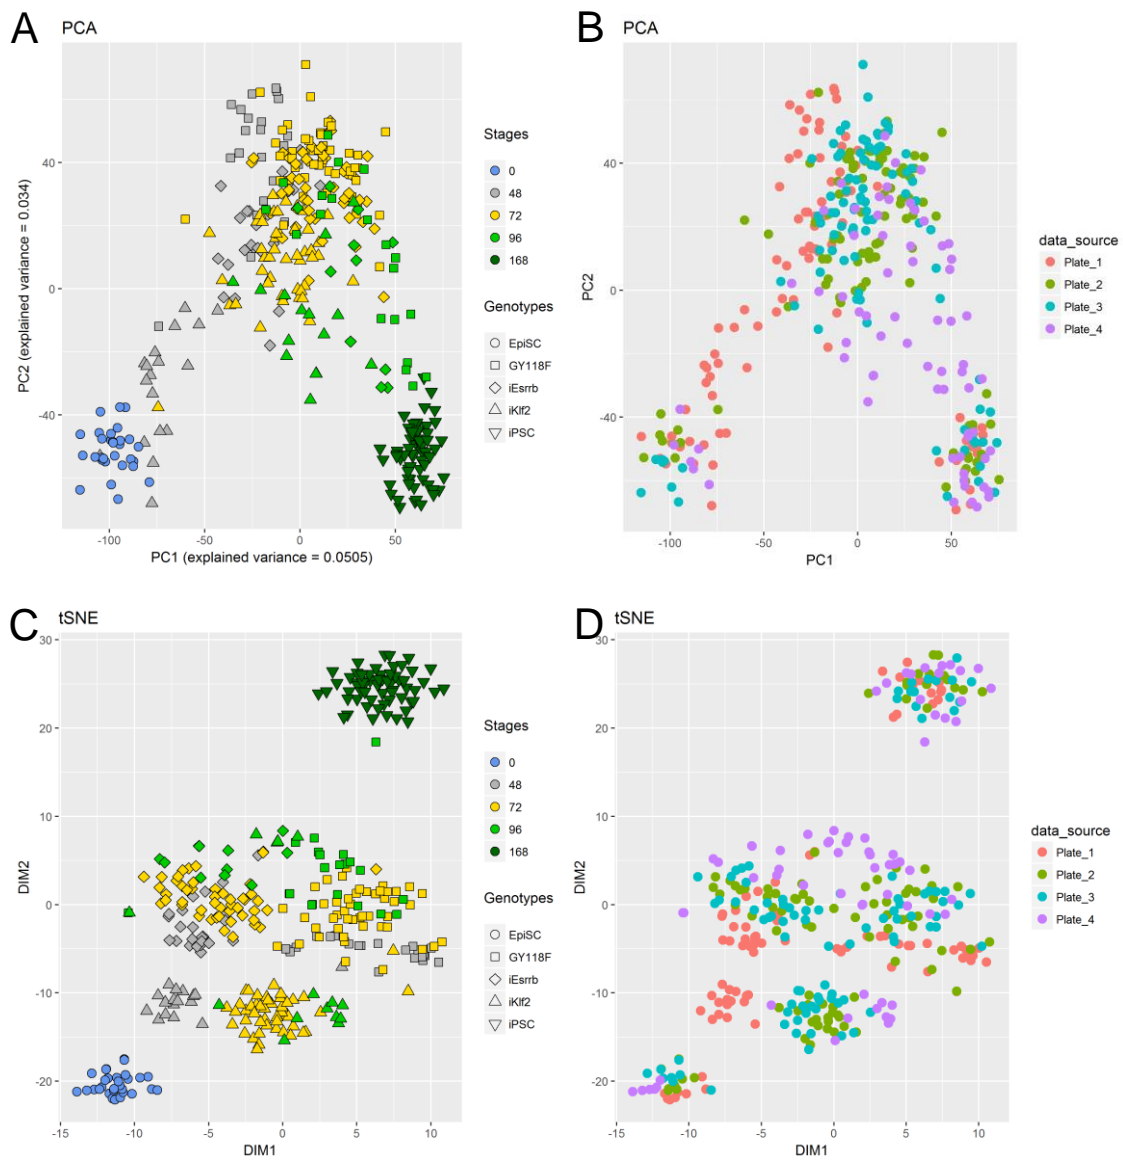 A
PCA
40
0
-40
-100
-50
0
50
PC2 (explained variance = 0.034)
PC1 (explained variance = 0.0505)
Stages
0
48
72
96
168
Genotypes
EpiSC
GY118F
iEsrrb
iKlf2
iPSC
B
PCA
40
0
-40
-100
-50
0
50
PC2
PC1
data_source
Plate_1
Plate_2
Plate_3
Plate_4
C
tSNE
30
20
10
0
-10
-20
-15
-10
-5
0
5
10
DIM2
DIM1
Stages
0
48
72
96
168
Genotypes
EpiSC
GY118F
iEsrrb
iKlf2
iPSC
D
tSNE
30
20
10
0
-10
-20
-15
-10
-5
0
5
10
DIM2
DIM1
data_source
Plate_1
Plate_2
Plate_3
Plate_4